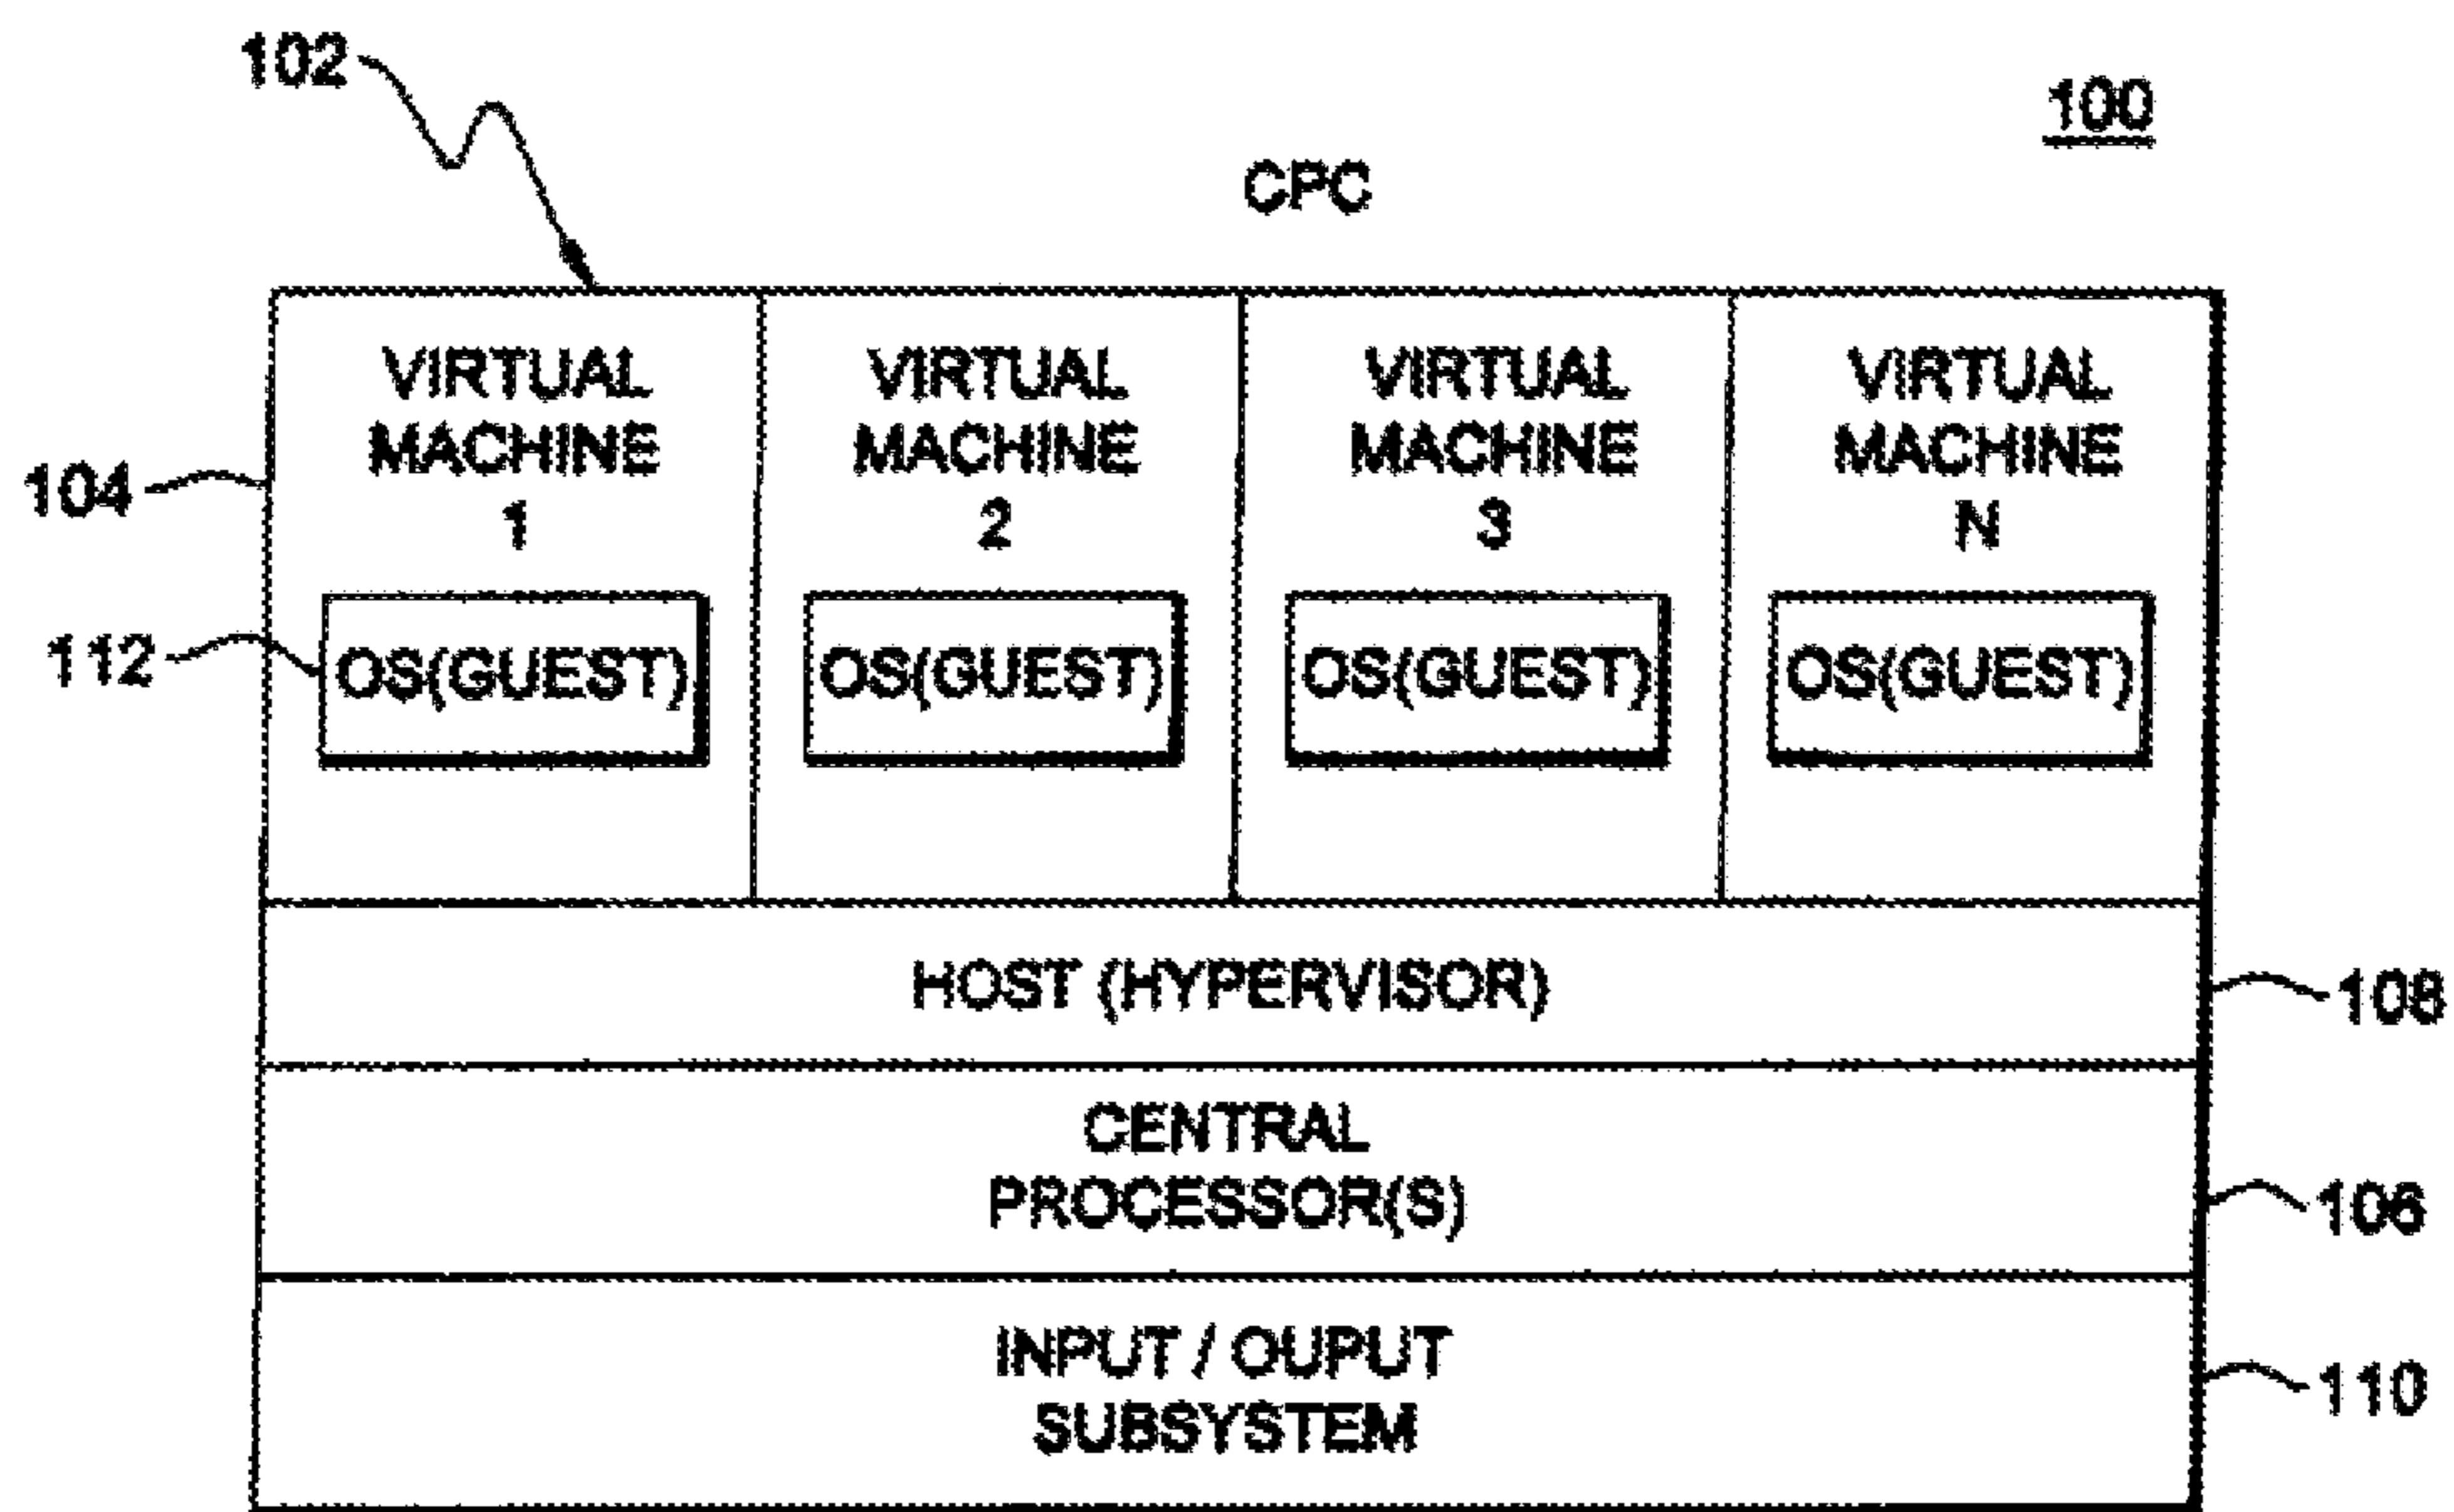 102
100
CPC
VIRTUAL MACHINE 1
VIRTUAL MACHINE 2
VIRTUAL MACHINE 3
VIRTUAL MACHINE N
104
112
OS(GUEST)
OS(GUEST)
OS(GUEST)
OS(GUEST)
HOST (HYPERVISOR)
108
CENTRAL
PROCESSOR(S)
106
INPUT / OUPUT
SUBSYSTEM
110